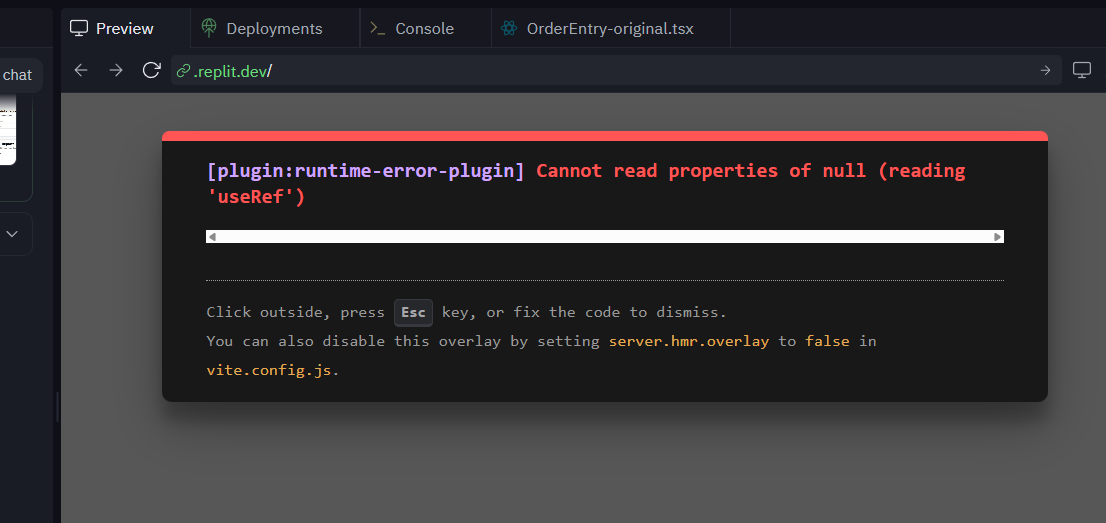 Preview
Deployments
Console
OrderEntry-original.tsx
chat
.replit.dev/
[plugin:runtime-error-plugin] Cannot read properties of null (reading
'useRef')
Click outside, press Esc key, or fix the code to dismiss.
You can also disable this overlay by setting server.hmr.overlay to false in
vite.config.js.